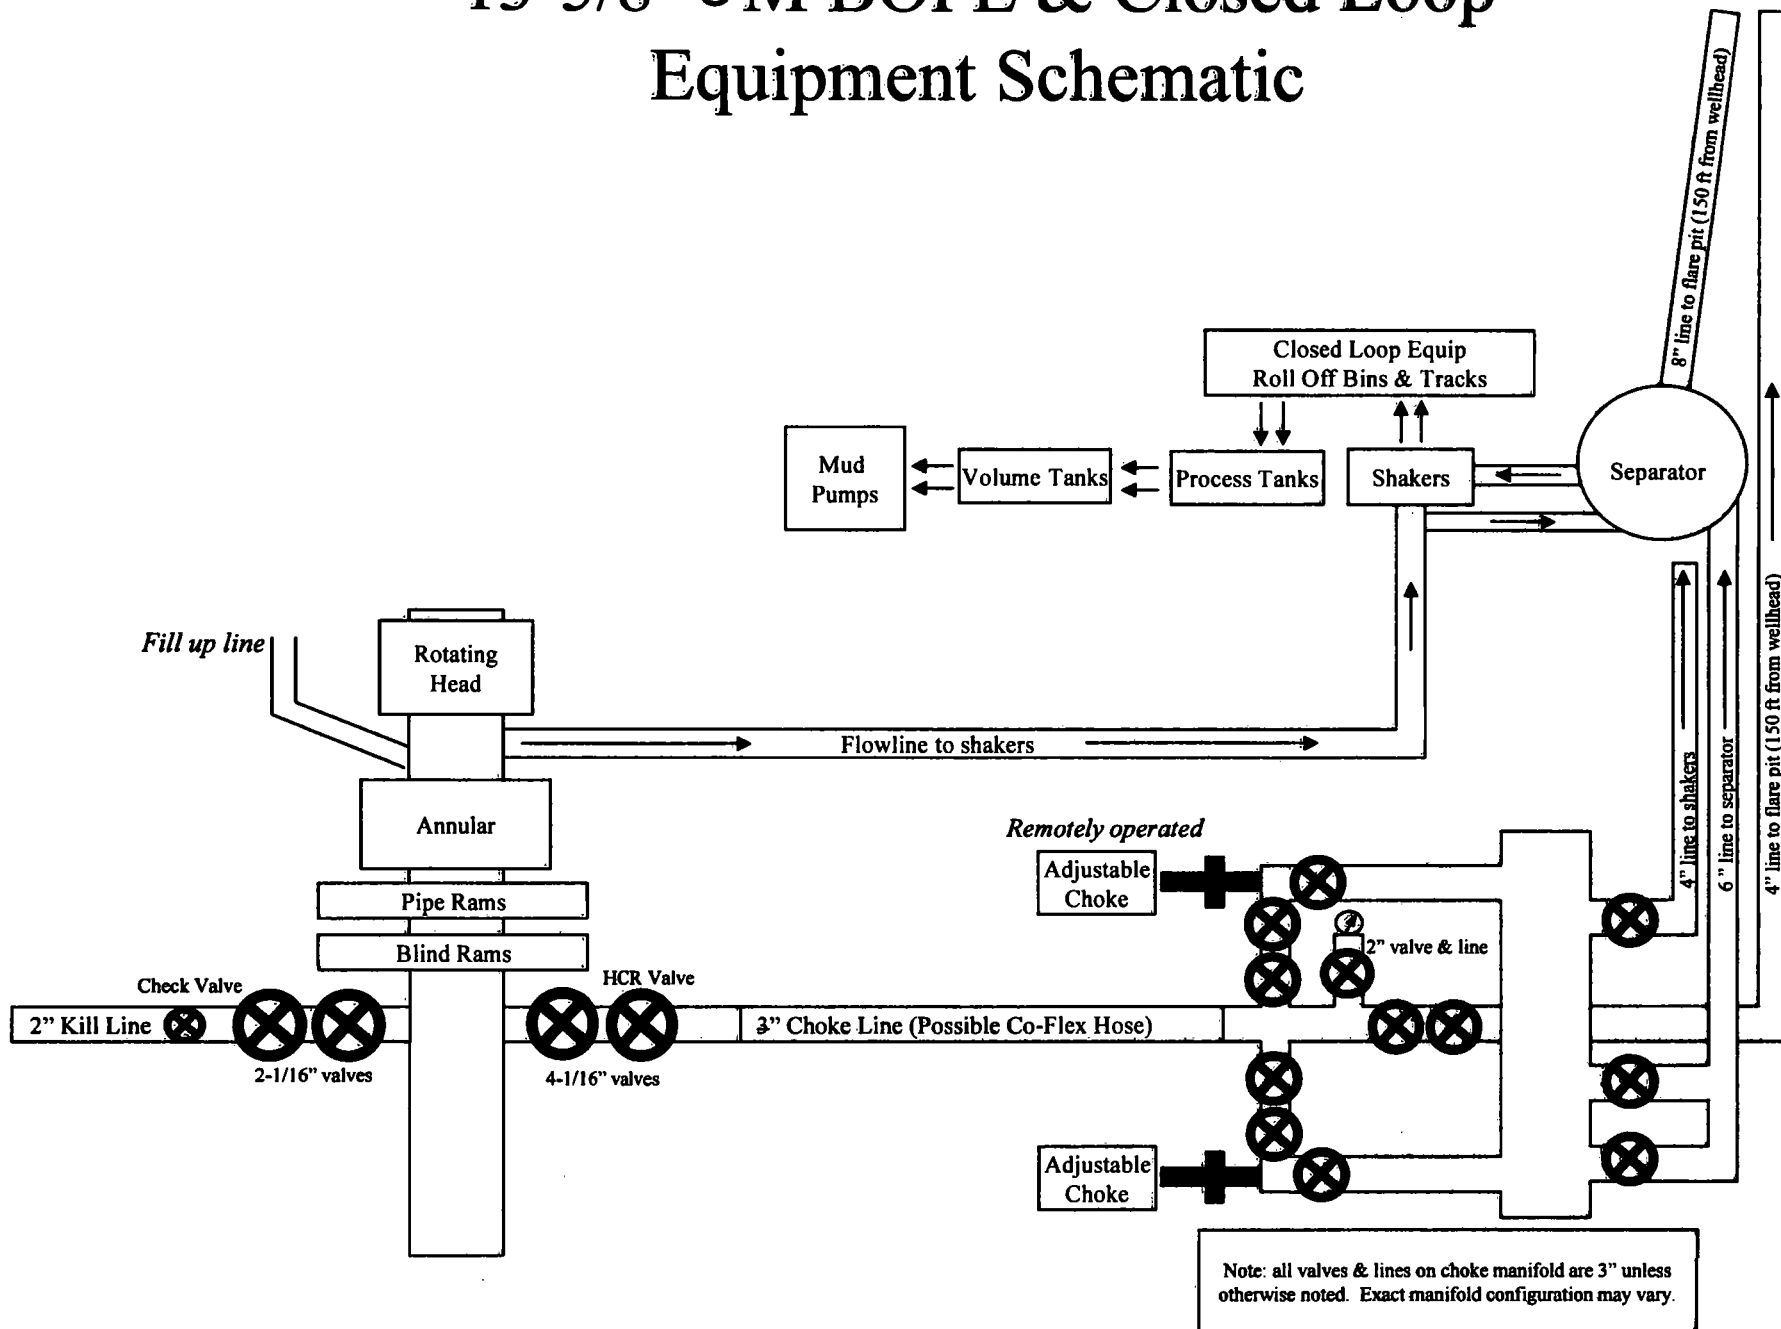 BOPE & Closed Loop
Equipment Schematic
8" line to flare pit (150 ft from wellhead)
Closed Loop Equip
Roll Off Bins & Tracks
Mud
Pumps
Volume Tanks
Process Tanks
Shakers
Separator
Fill up line
Rotating
Head
Flowline to shakers
4" line to shakers
6" line to separator
4" line to flare pit (150 ft from wellhead)
Annular
Remotely operated
Adjustable
Choke
Pipe Rams
Blind Rams
2" valve & line
Check Valve
HCR Valve
2" Kill Line
3" Choke Line (Possible Co-Flex Hose)
2-1/16" valves
4-1/16" valves
Adjustable
Choke
Note: all valves & lines on choke manifold are 3" unless
otherwise noted. Exact manifold configuration may vary.